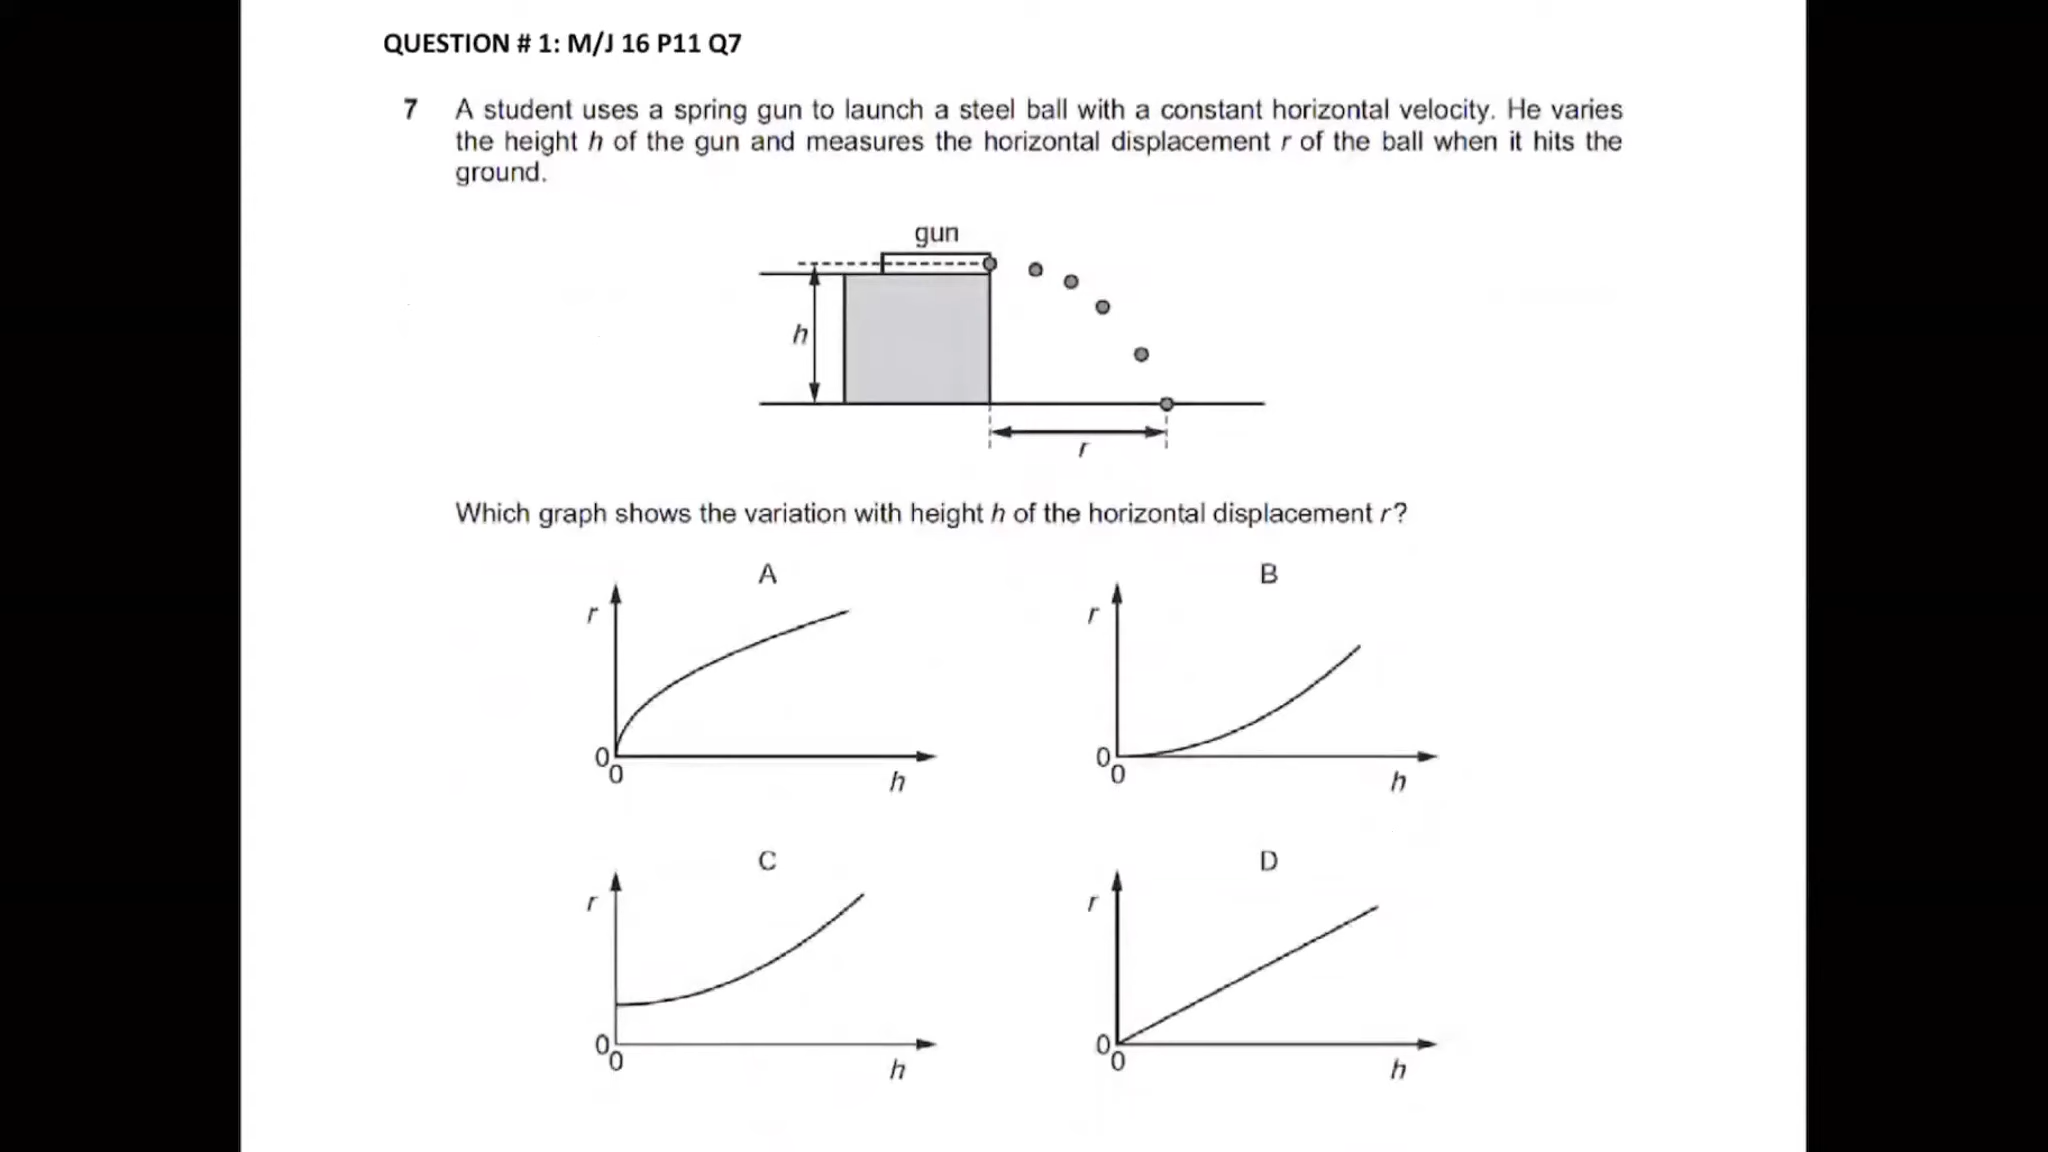 QUESTION # 1: M/J 16 P11 Q7
7 A student uses a spring gun to launch a steel ball with a constant horizontal velocity. He varies
the height h of the gun and measures the horizontal displacement r of the ball when it hits the
ground.
gun
h
r
Which graph shows the variation with height h of the horizontal displacement r?
A
r
0
0
h
B
r
0
0
h
C
r
0
0
h
D
r
0
0
h